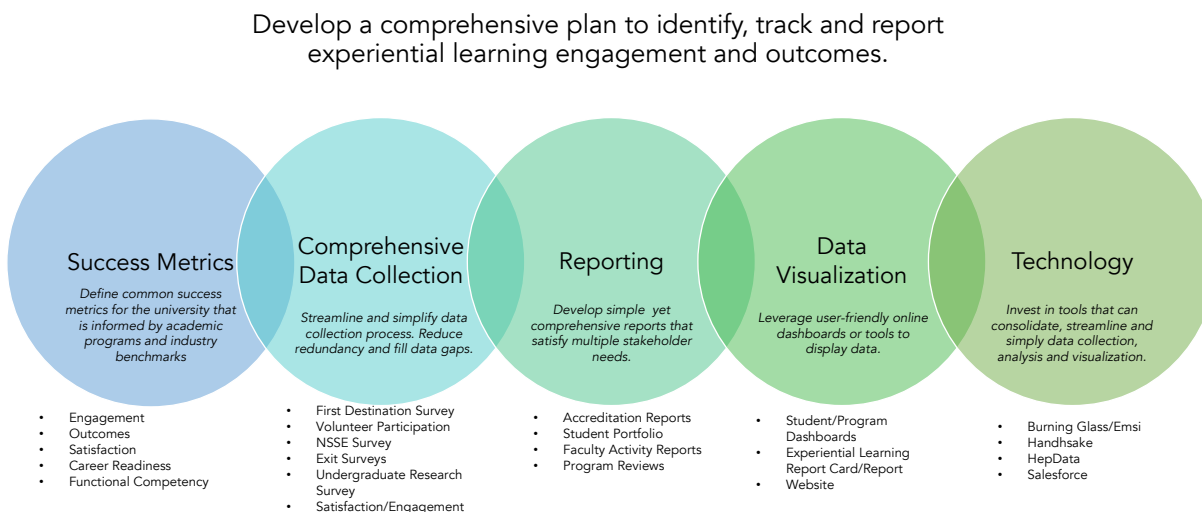 Develop a comprehensive plan to identify, track and report
experiential learning engagement and outcomes.
Success Metrics
Define common success
metrics for the university that
is informed by academic
programs and industry
benchmarks
• Engagement
• Outcomes
• Satisfaction
• Career Readiness
• Functional Competency
Comprehensive
Data Collection
Streamline and simplify data
collection process. Reduce
redundancy and fill data gaps.
• First Destination Survey
• Volunteer Participation
• NSSE Survey
• Exit Surveys
• Undergraduate Research
Survey
• Satisfaction/Engagement
Reporting
Develop simple yet
comprehensive reports that
satisfy multiple stakeholder
needs.
• Accreditation Reports
• Student Portfolio
• Faculty Activity Reports
• Program Reviews
Data
Visualization
Leverage user-friendly online
dashboards or tools to
display data.
• Student/Program
Dashboards
• Experiential Learning
Report Card/Report
• Website
Technology
Invest in tools that can
consolidate, streamline and
simply data collection,
analysis and visualization.
• Burning Glass/Emsi
• Handhsake
• HepData
• Salesforce